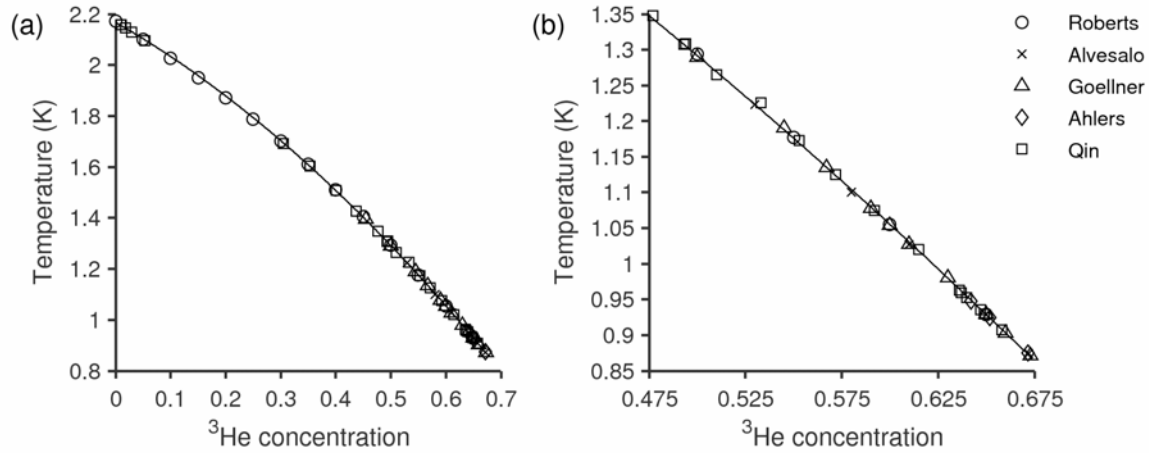 (a)
2.2
2
1.8
1.6
1.4
1.2
1
0.8
Temperature (K)
0 0.1 0.2 0.3 0.4 0.5 0.6 0.7
³He concentration
(b)
1.35
1.3
1.25
1.2
1.15
1.1
1.05
1
0.95
0.9
0.85
Temperature (K)
0.475 0.525 0.575 0.625 0.675
³He concentration
Roberts
Alvesalo
Goellner
Ahlers
Qin